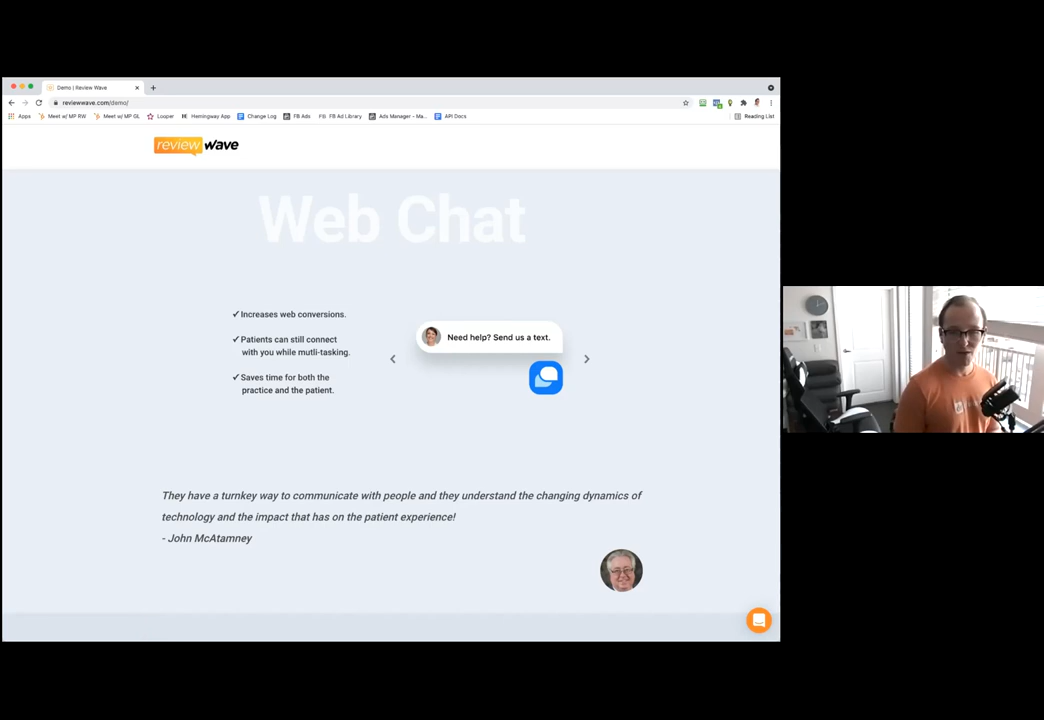 Demo | Review Wave
reviewwave.com/demo/
Apps
Meet w/ MP RW
Meet w/ MP GL
Looper
Hemingway App
Change Log
FB Ads
FB Ad Library
Ads Manager - Ma...
API Docs
Reading List
review wave
Web Chat
✓ Increases web conversions.
✓ Patients can still connect
with you while mutli-tasking.
✓ Saves time for both the
practice and the patient.
Need help? Send us a text.
They have a turnkey way to communicate with people and they understand the changing dynamics of
technology and the impact that has on the patient experience!
- John McAtamney